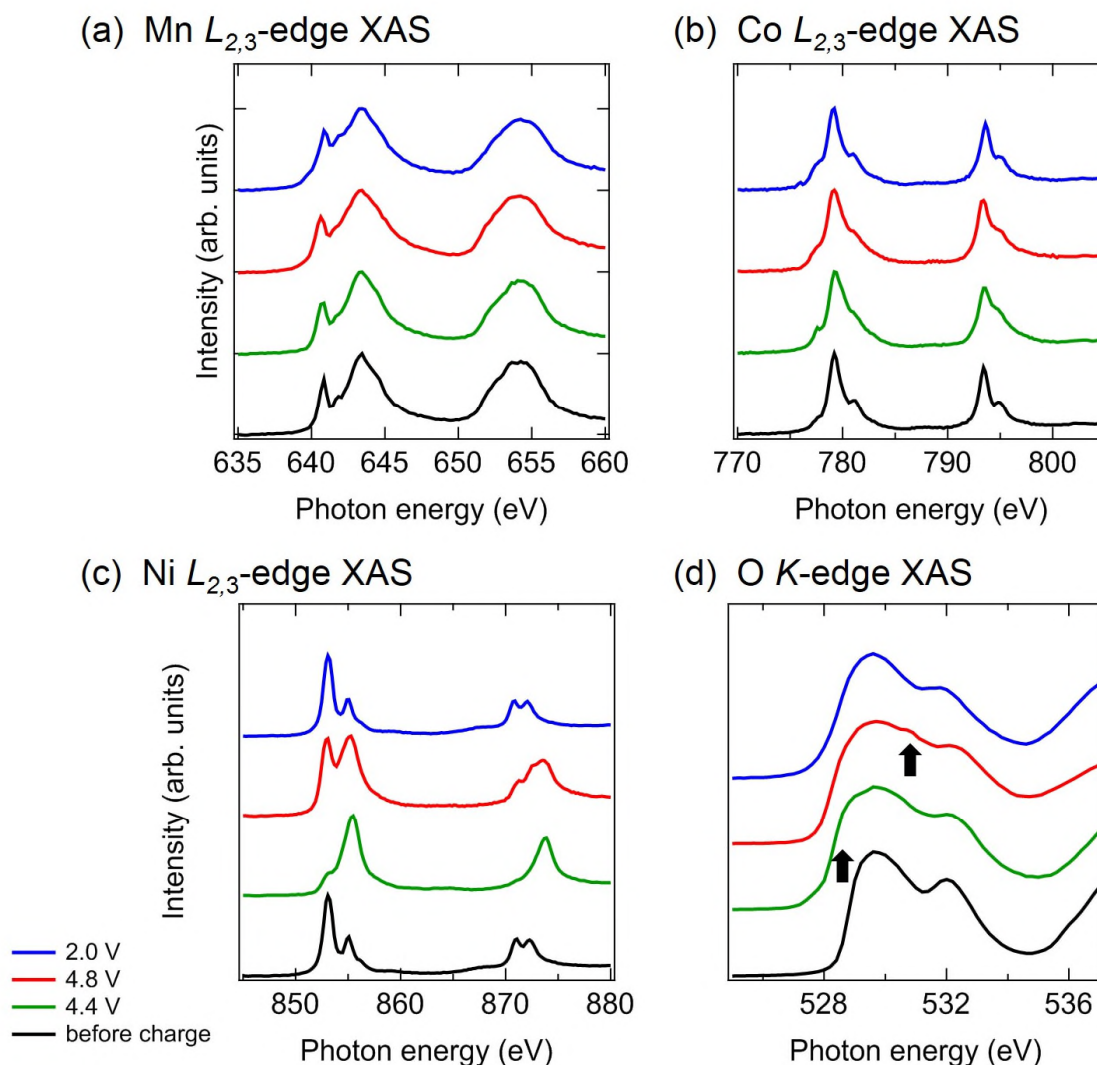 (a) Mn L2,3-edge XAS
Intensity (arb. units)
635 640 645 650 655 660
Photon energy (eV)
(b) Co L2,3-edge XAS
770 780 790 800
Photon energy (eV)
(c) Ni L2,3-edge XAS
Intensity (arb. units)
850 860 870 880
Photon energy (eV)
(d) O K-edge XAS
528 532 536
Photon energy (eV)
2.0 V
4.8 V
4.4 V
before charge